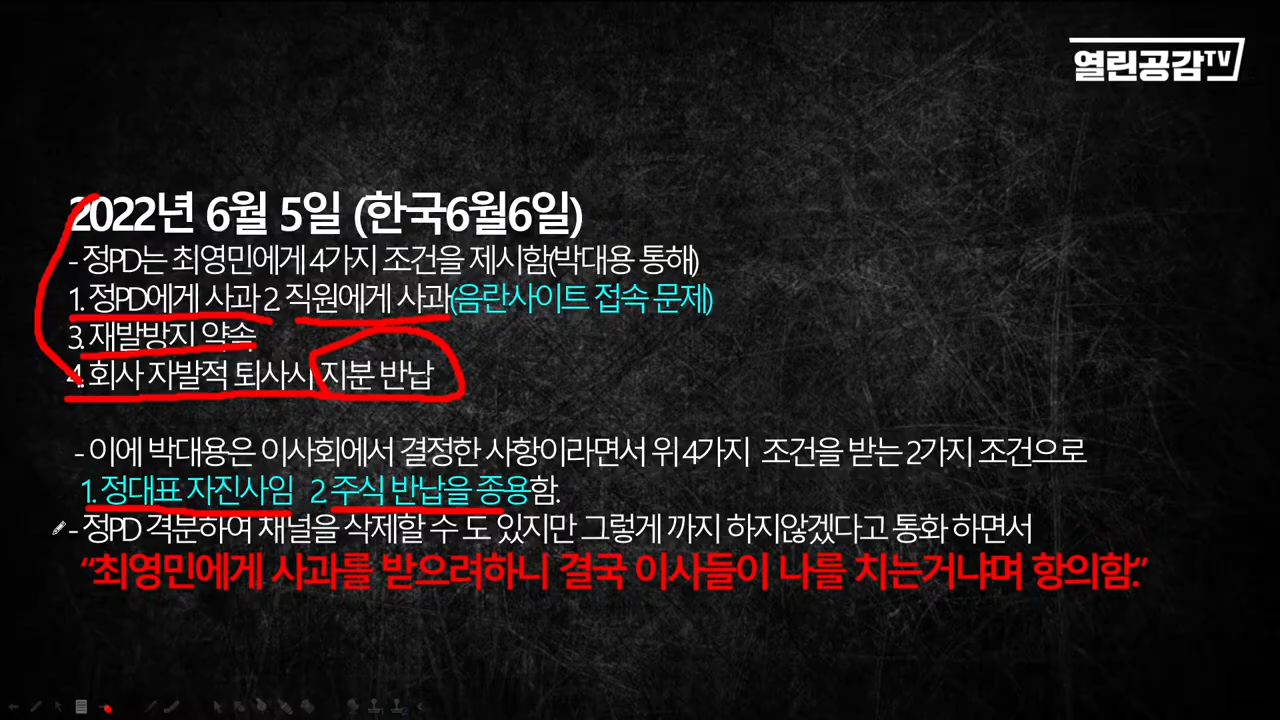 열린공감TV
2022년 6월 5일 (한국6월6일)
- 정PD는 최영민에게 4가지 조건을 제시함(박대용 통해)
1. 정PD에게 사과 2. 직원에게 사과(음란사이트 접속 문제)
3. 재발방지 약속
4. 회사 자발적 퇴사시 지분 반납
- 이에 박대용은 이사회에서 결정한 사항이라면서 위 4가지 조건을 받는 2가지 조건으로
1. 정대표 자진사임 2. 주식 반납을 종용함.
- 정PD 격분하여 채널을 삭제할 수 도 있지만 그렇게 까지 하지않겠다고 통화 하면서
“최영민에게 사과를 받으려하니 결국 이사들이 나를 치는거냐며 항의함.”